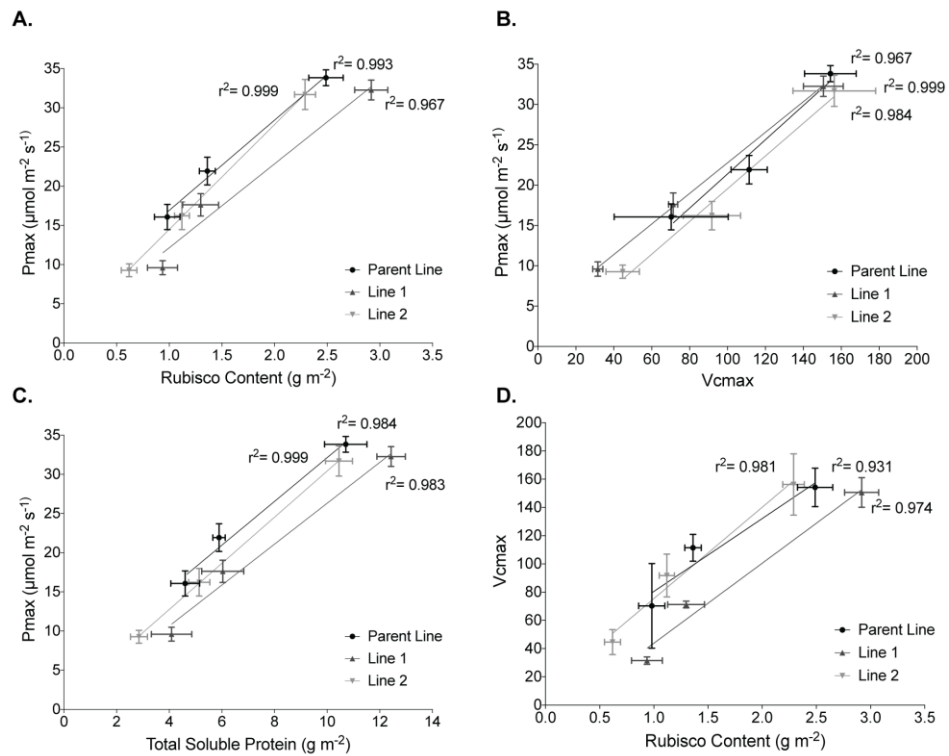 A.
35
30
25
20
15
10
5
0
0.0 0.5 1.0 1.5 2.0 2.5 3.0 3.5
Pmax (µmol m-2 s-1)
Rubisco Content (g m-2)
r2= 0.993
r2= 0.999
r2= 0.967
Parent Line
Line 1
Line 2
B.
35
30
25
20
15
10
5
0
0 20 40 60 80 100 120 140 160 180 200
Pmax (µmol m-2 s-1)
Vcmax
r2= 0.967
r2= 0.999
r2= 0.984
Parent Line
Line 1
Line 2
C.
35
30
25
20
15
10
5
0
0 2 4 6 8 10 12 14
Pmax (µmol m-2 s-1)
Total Soluble Protein (g m-2)
r2= 0.984
r2= 0.999
r2= 0.983
Parent Line
Line 1
Line 2
D.
200
180
160
140
120
100
80
60
40
20
0
0.0 0.5 1.0 1.5 2.0 2.5 3.0 3.5
Vcmax
Rubisco Content (g m-2)
r2= 0.981
r2= 0.931
r2= 0.974
Parent Line
Line 1
Line 2